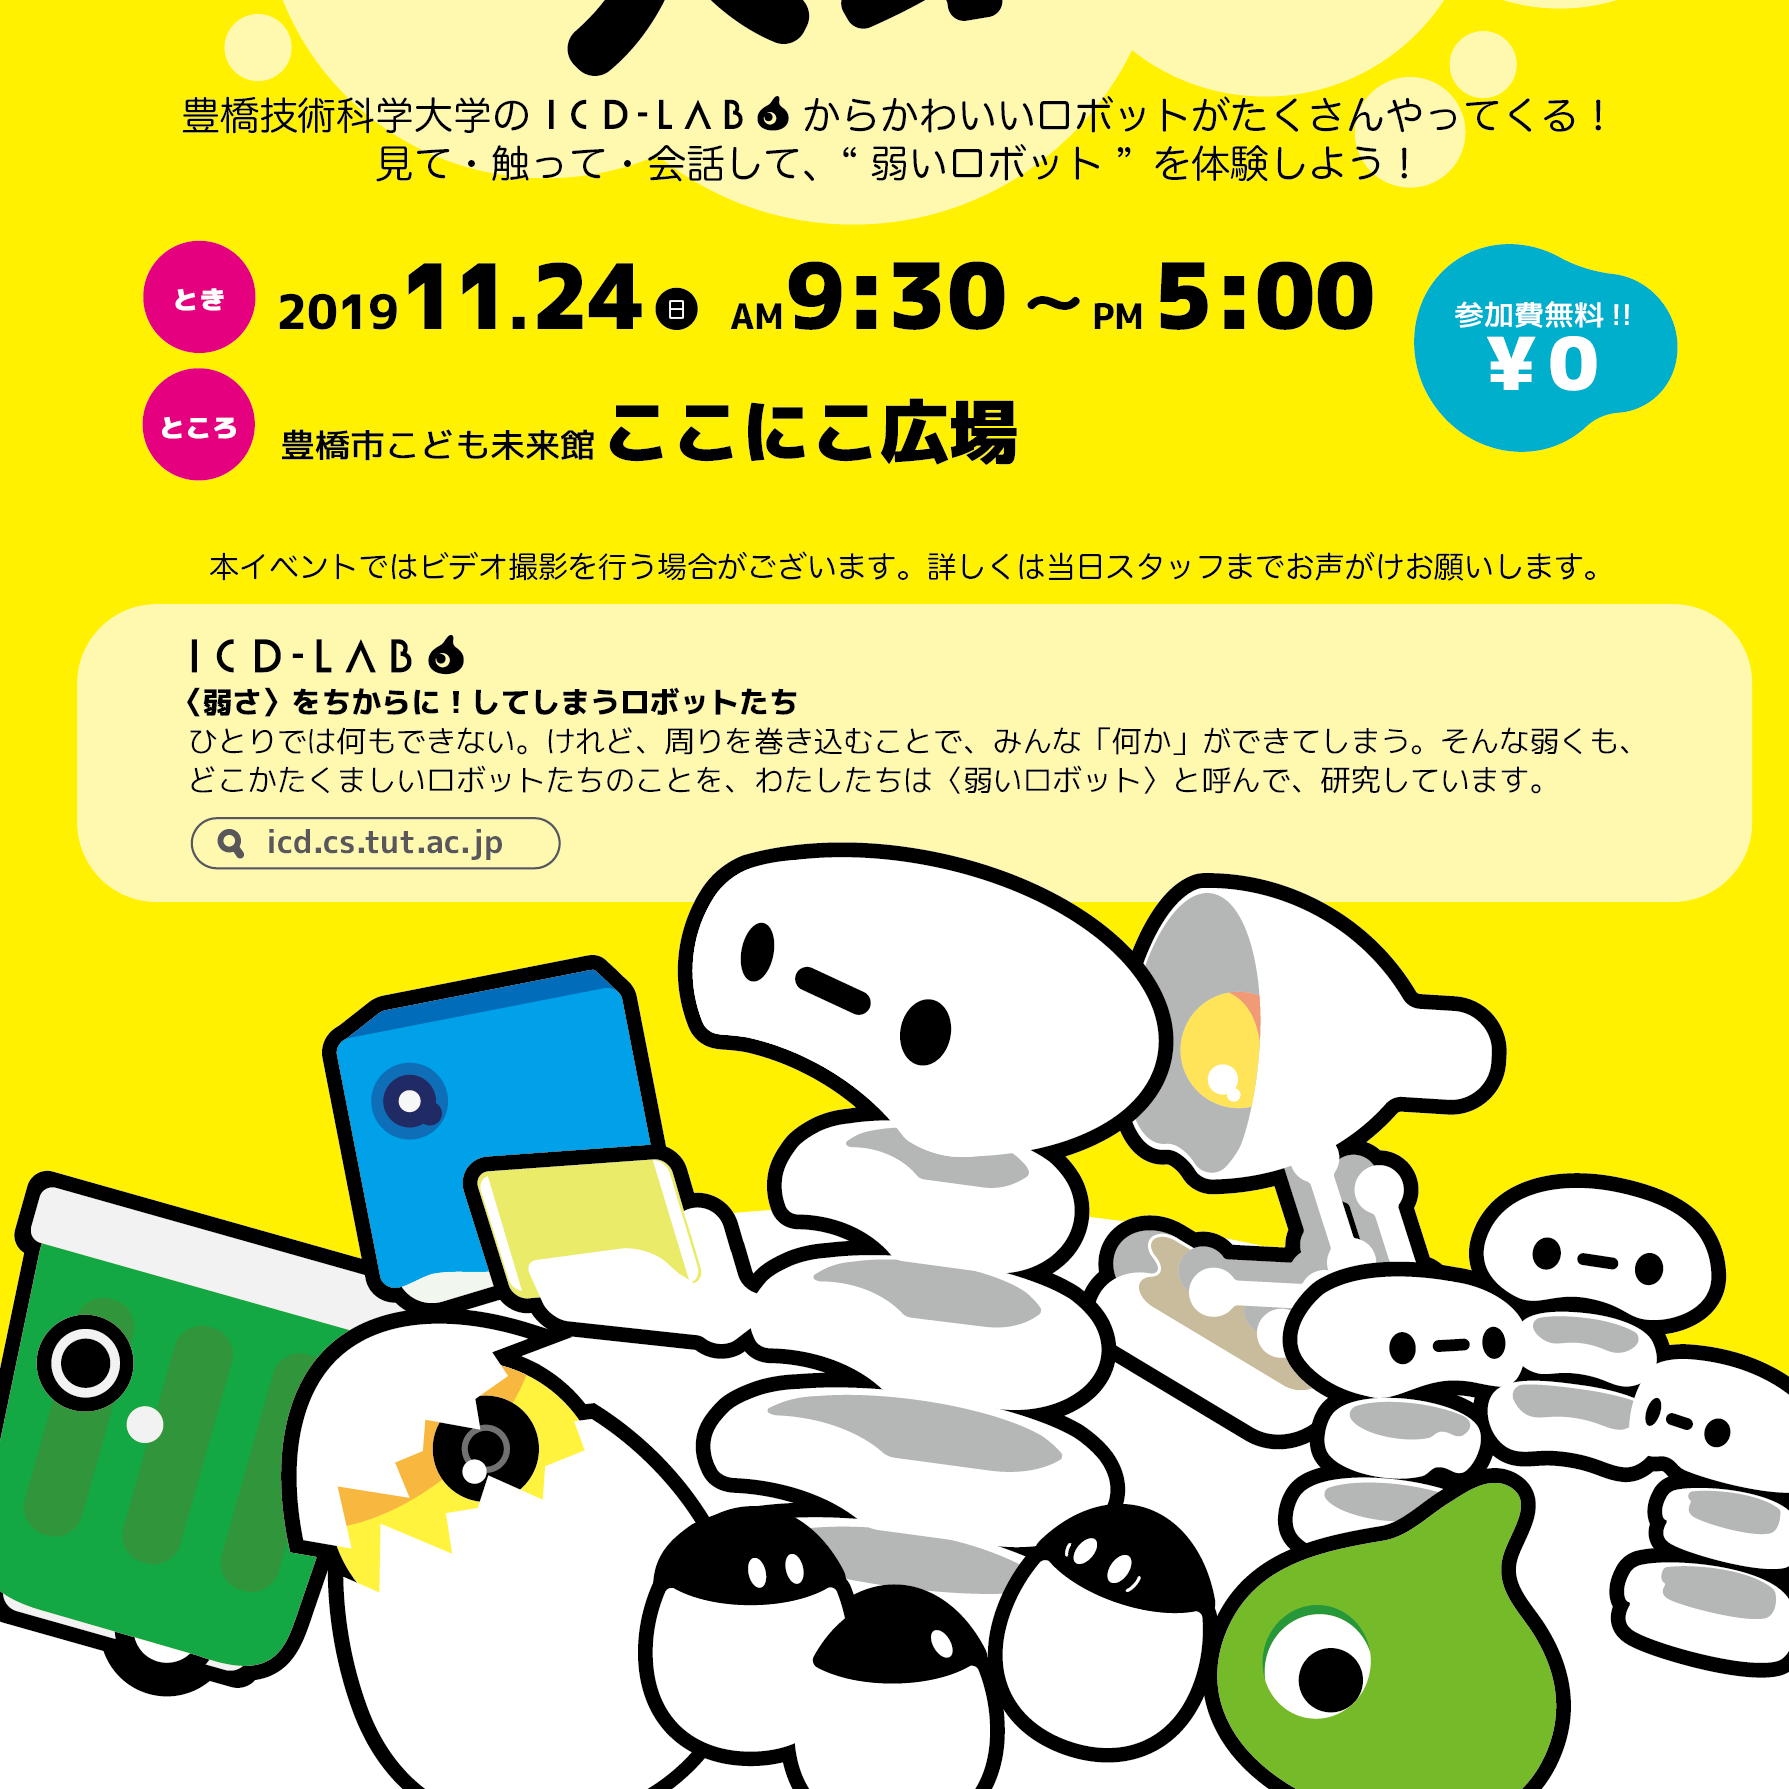 豊橋技術科学大学の ICD-LAB からかわいいロボットがたくさんやってくる！
見て・触って・会話して、“ 弱いロボット ” を体験しよう！
とき 2019 11.24 日 AM 9:30 ～ PM 5:00
参加費無料 !!
¥0
ところ 豊橋市こども未来館 ここにこ広場
本イベントではビデオ撮影を行う場合がございます。詳しくは当日スタッフまでお声がけお願いします。
ICD-LAB
〈弱さ〉をちからに！してしまうロボットたち
ひとりでは何もできない。けれど、周りを巻き込むことで、みんな「何か」ができてしまう。そんな弱くも、
どこかたくましいロボットたちのことを、わたしたちは〈弱いロボット〉と呼んで、研究しています。
icd.cs.tut.ac.jp